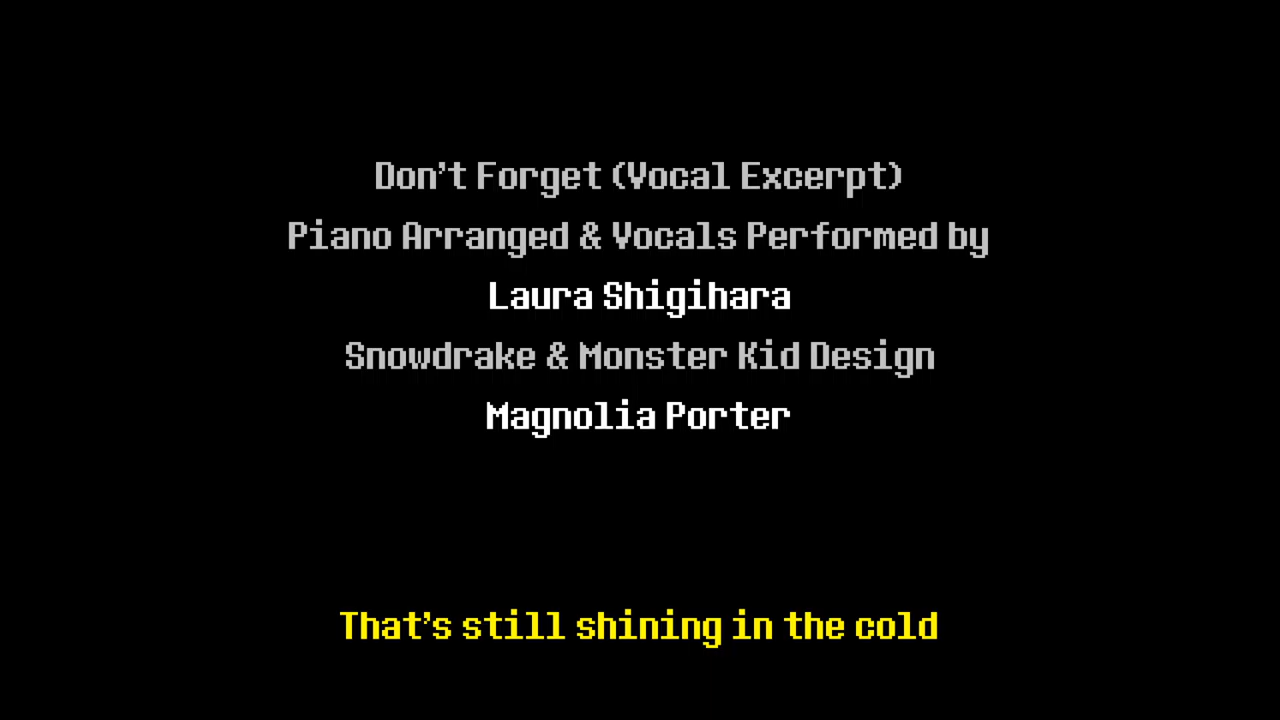 Don't Forget (Vocal Excerpt)
Piano Arranged & Vocals Performed by
Laura Shigihara
Snowdrake & Monster Kid Design
Magnolia Porter
That's still shining in the cold